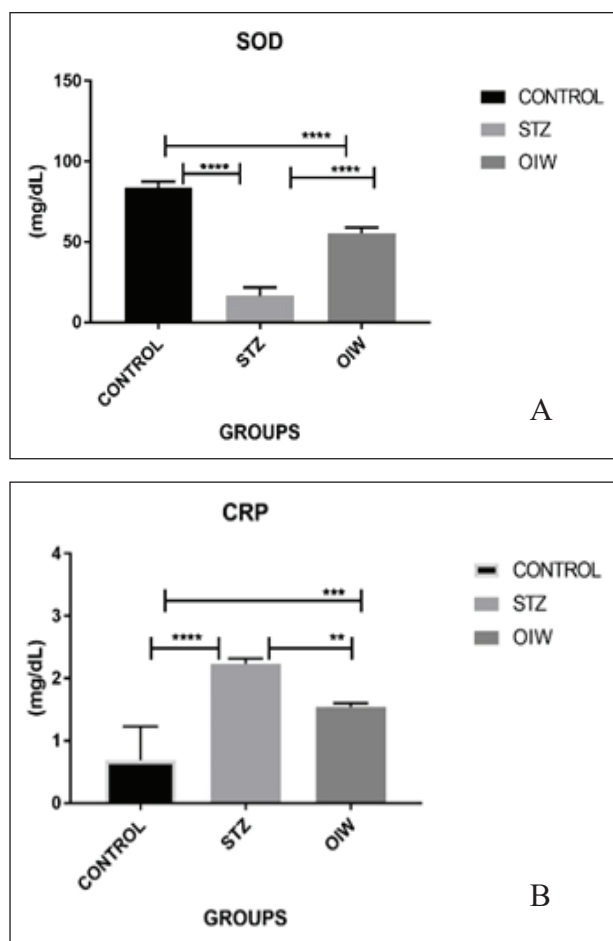 SOD
150
100
50
0
(mg/dL)
****
****
****
CONTROL
STZ
OIW
CONTROL
STZ
OIW
GROUPS
A
CRP
4
3
2
1
0
(mg/dL)
***
****
**
CONTROL
STZ
OIW
CONTROL
STZ
OIW
GROUPS
B